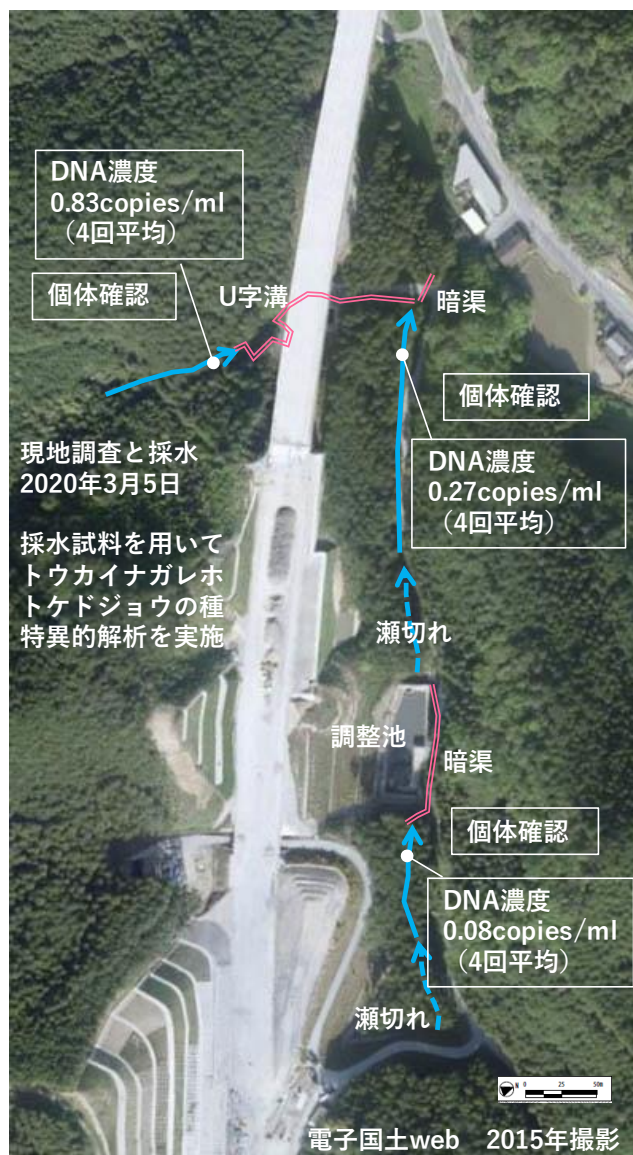 DNA濃度
0.83copies/ml
（4回平均）
個体確認
U字溝
暗渠
個体確認
DNA濃度
0.27copies/ml
（4回平均）
現地調査と採水
2020年3月5日
採水試料を用いて
トウカイナガレホ
トケドジョウの種
特異的解析を実施
瀬切れ
調整池
暗渠
個体確認
DNA濃度
0.08copies/ml
（4回平均）
瀬切れ
N 0 25 50m
電子国土web 2015年撮影